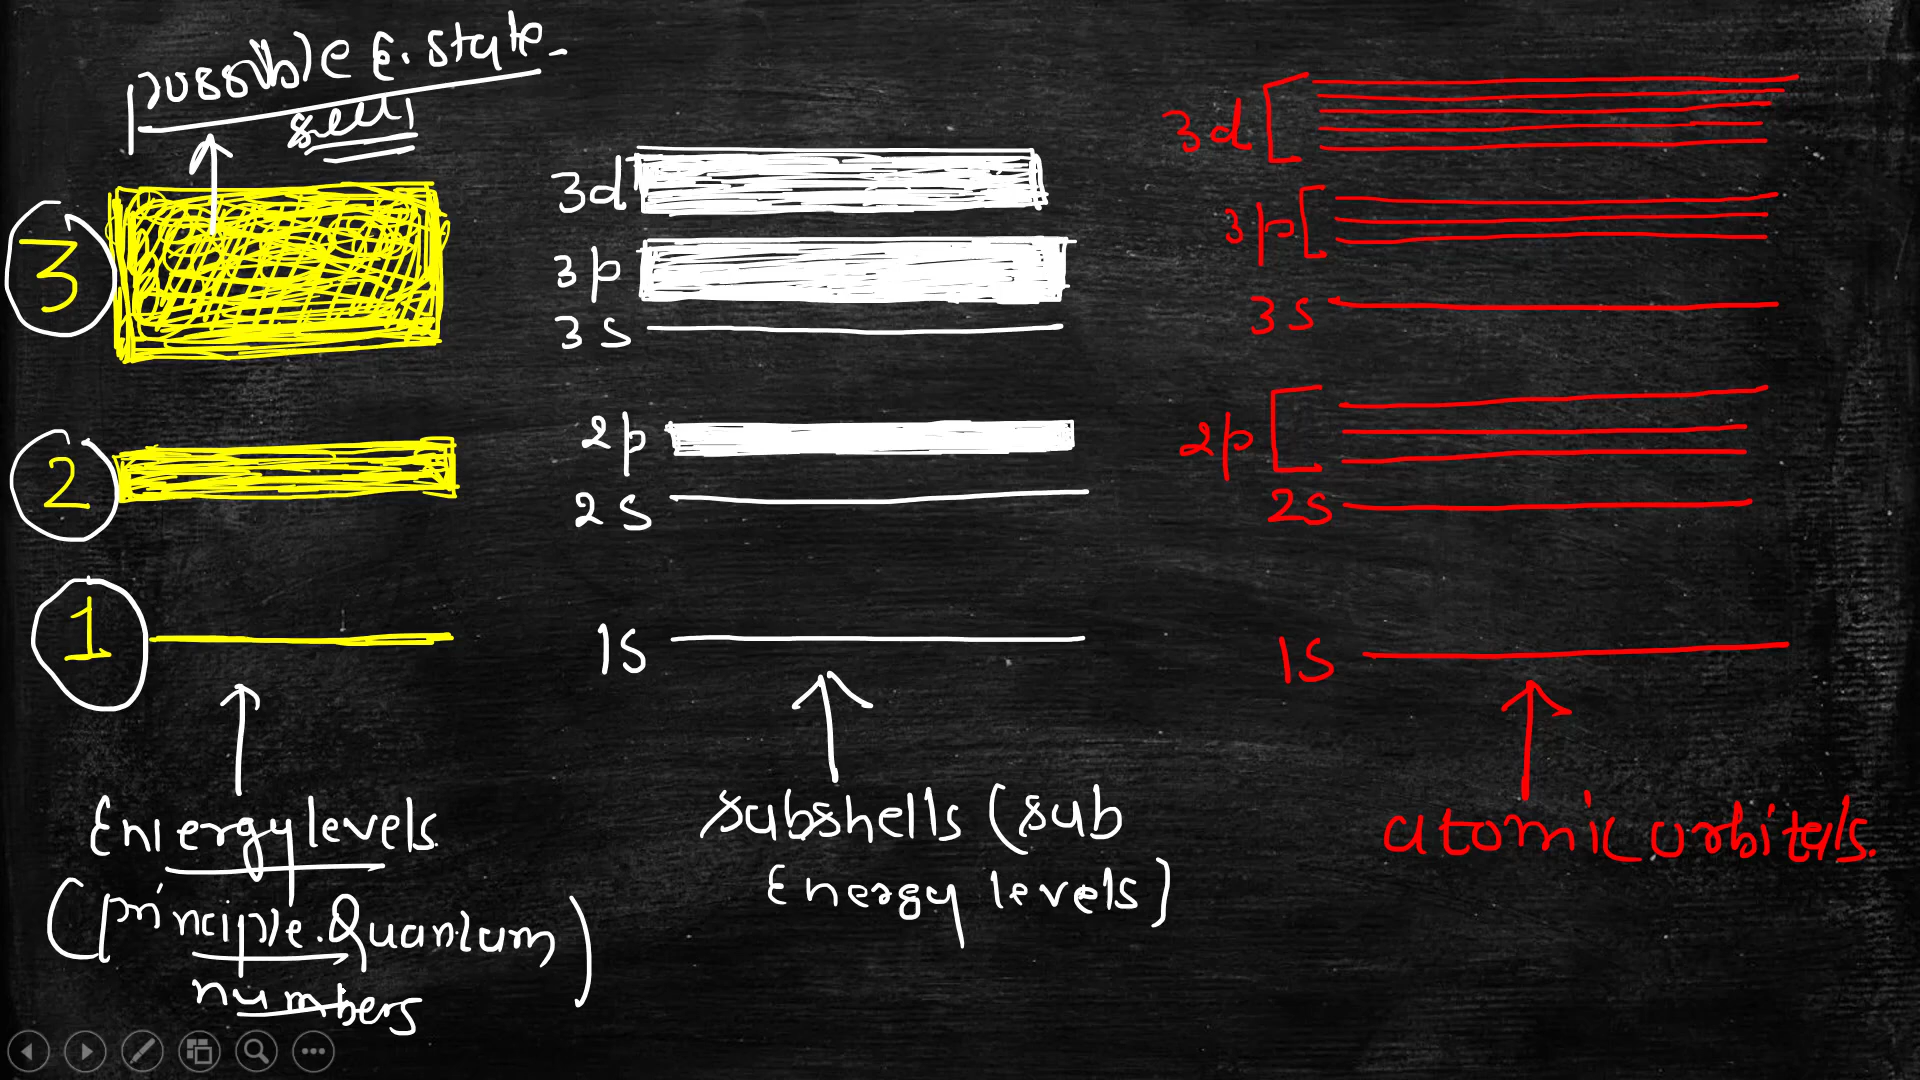 possible E. state
3
2
1
Energy levels
(principle. Quantum
numbers)
3d
3p
3s
2p
2s
1s
subshells (sub
Energy levels)
3d
3p
3s
2p
2s
1s
atomic orbitals.